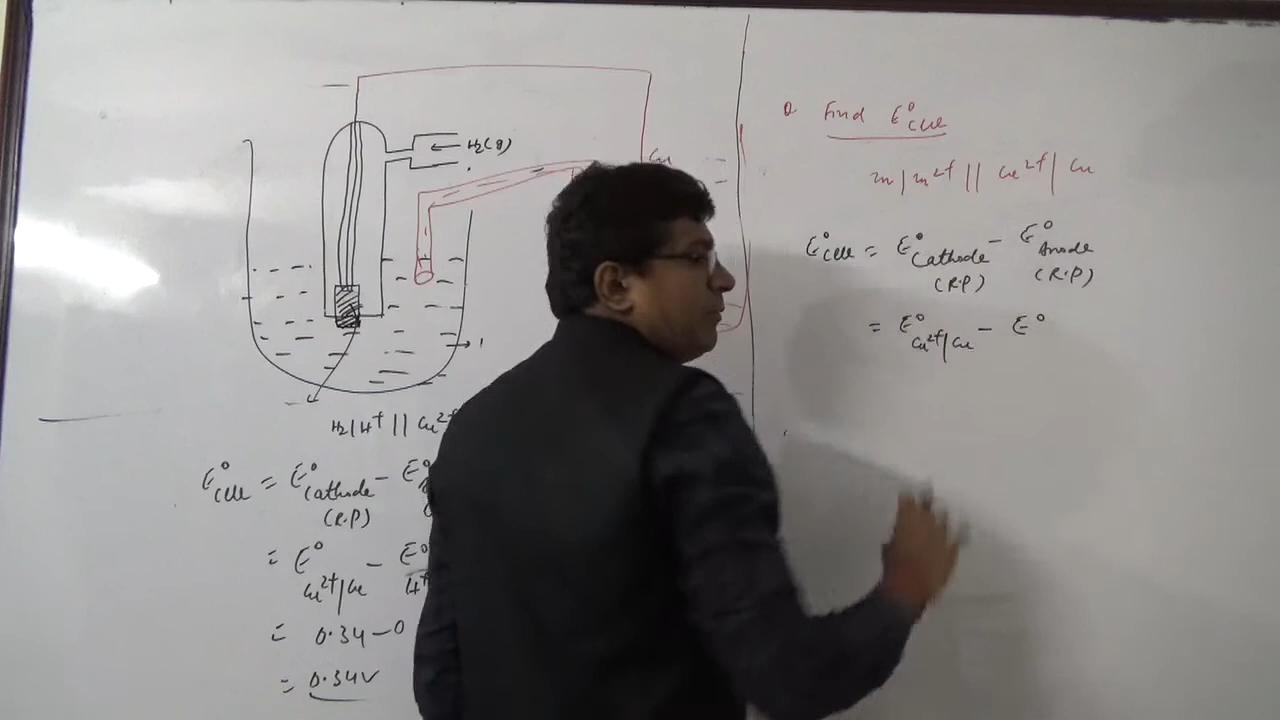 H₂(g)
Cu
H₂|H⁺ || Cu²⁺
E°cell = E°Cathode - E°
(R.P)
= E°Cu²⁺/Cu - E°H⁺
= 0.34 - 0
= 0.34V
Q Find E°Cell
Zn|Zn²⁺ || Cu²⁺|Cu
E°cell = E°Cathode - E°Anode
(R.P) (R.P)
= E°Cu²⁺/Cu - E°